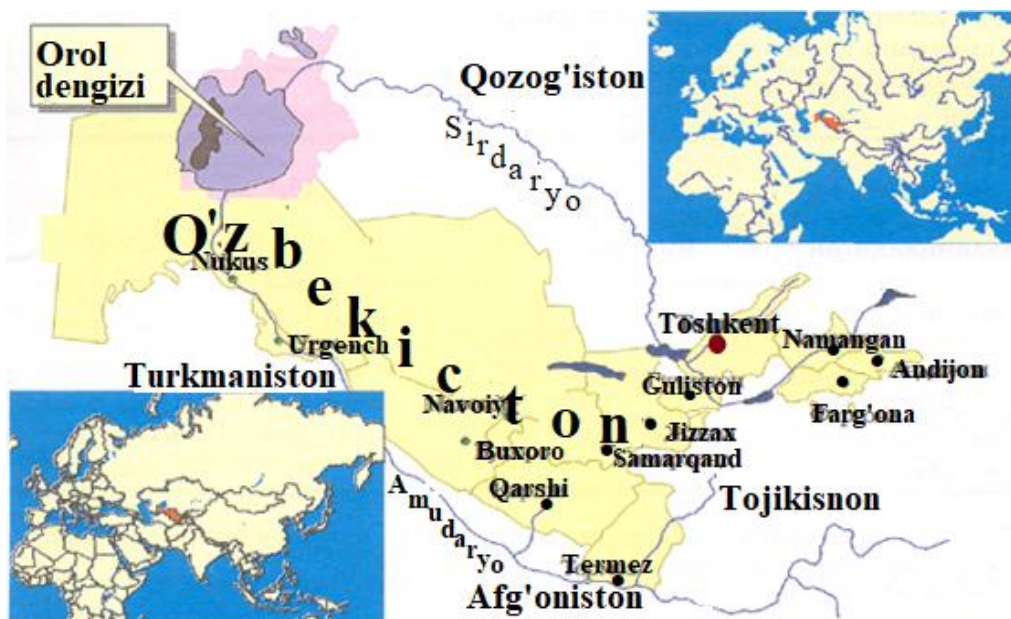 Orol
dengizi
Qozog'iston
Sirdaryo
O'zbekicton
Nukus
Urgench
Turkmaniston
Toshkent
Namangan
Andijon
Guliston
Farg'ona
Navoiy
Jizzax
Buxoro
Samarqand
Qarshi
Tojikisnon
Amudaryo
Termez
Afg'oniston